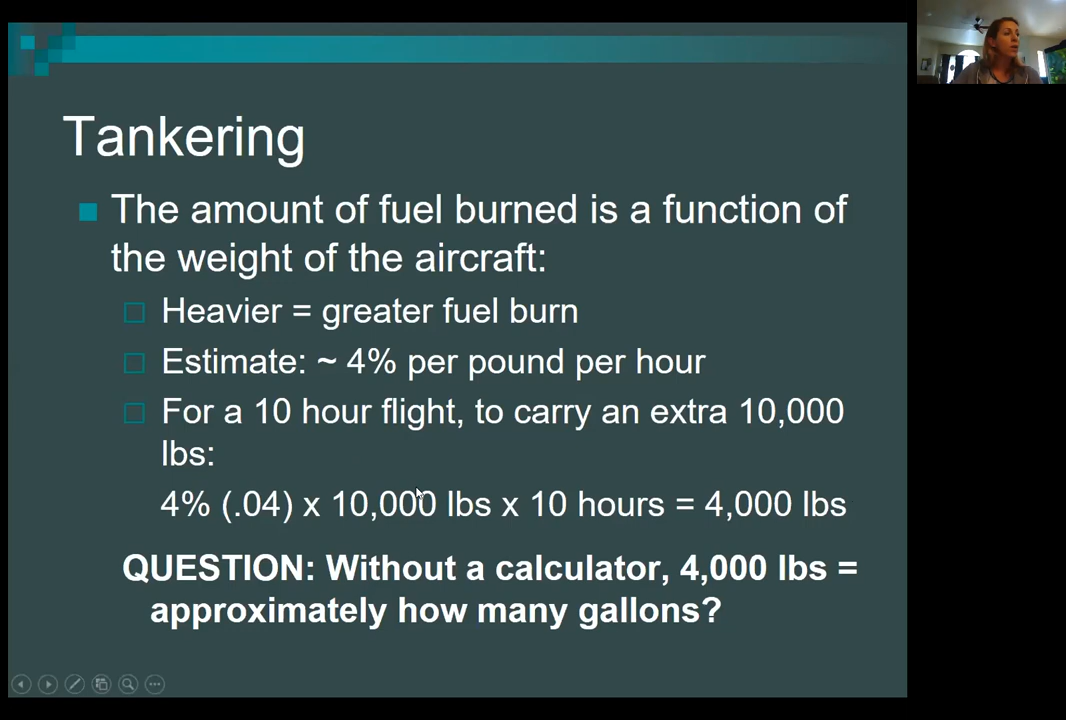 Tankering
The amount of fuel burned is a function of
the weight of the aircraft:
Heavier = greater fuel burn
Estimate: ~ 4% per pound per hour
For a 10 hour flight, to carry an extra 10,000
lbs:
4% (.04) x 10,000 lbs x 10 hours = 4,000 lbs
QUESTION: Without a calculator, 4,000 lbs =
approximately how many gallons?